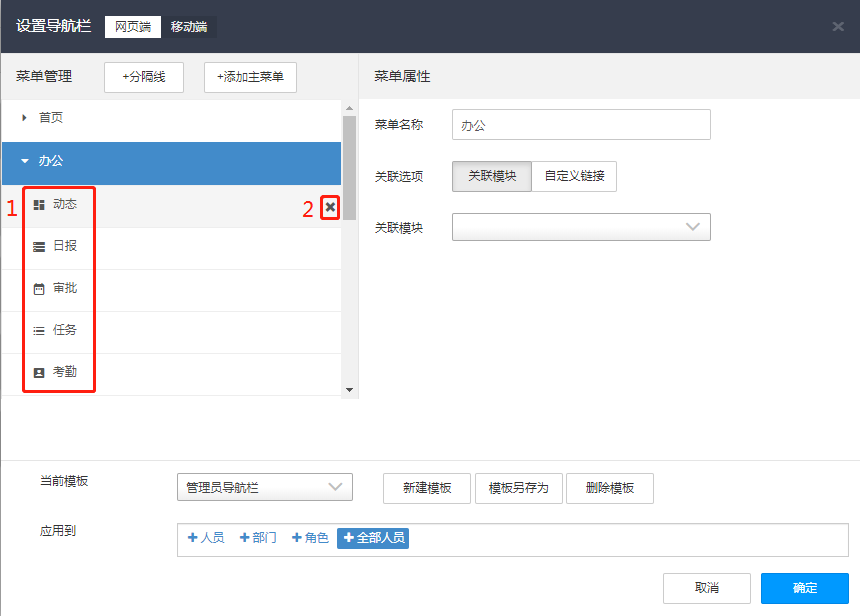 设置导航栏 网页端 移动端
菜单管理 +分隔线 +添加主菜单 菜单属性
首页
办公
1 动态 2
日报
审批
任务
考勤
菜单名称 办公
关联选项 关联模块 自定义链接
关联模块
当前模板 管理员导航栏 新建模板 模板另存为 删除模板
应用到 +人员 +部门 +角色 +全部人员
取消 确定